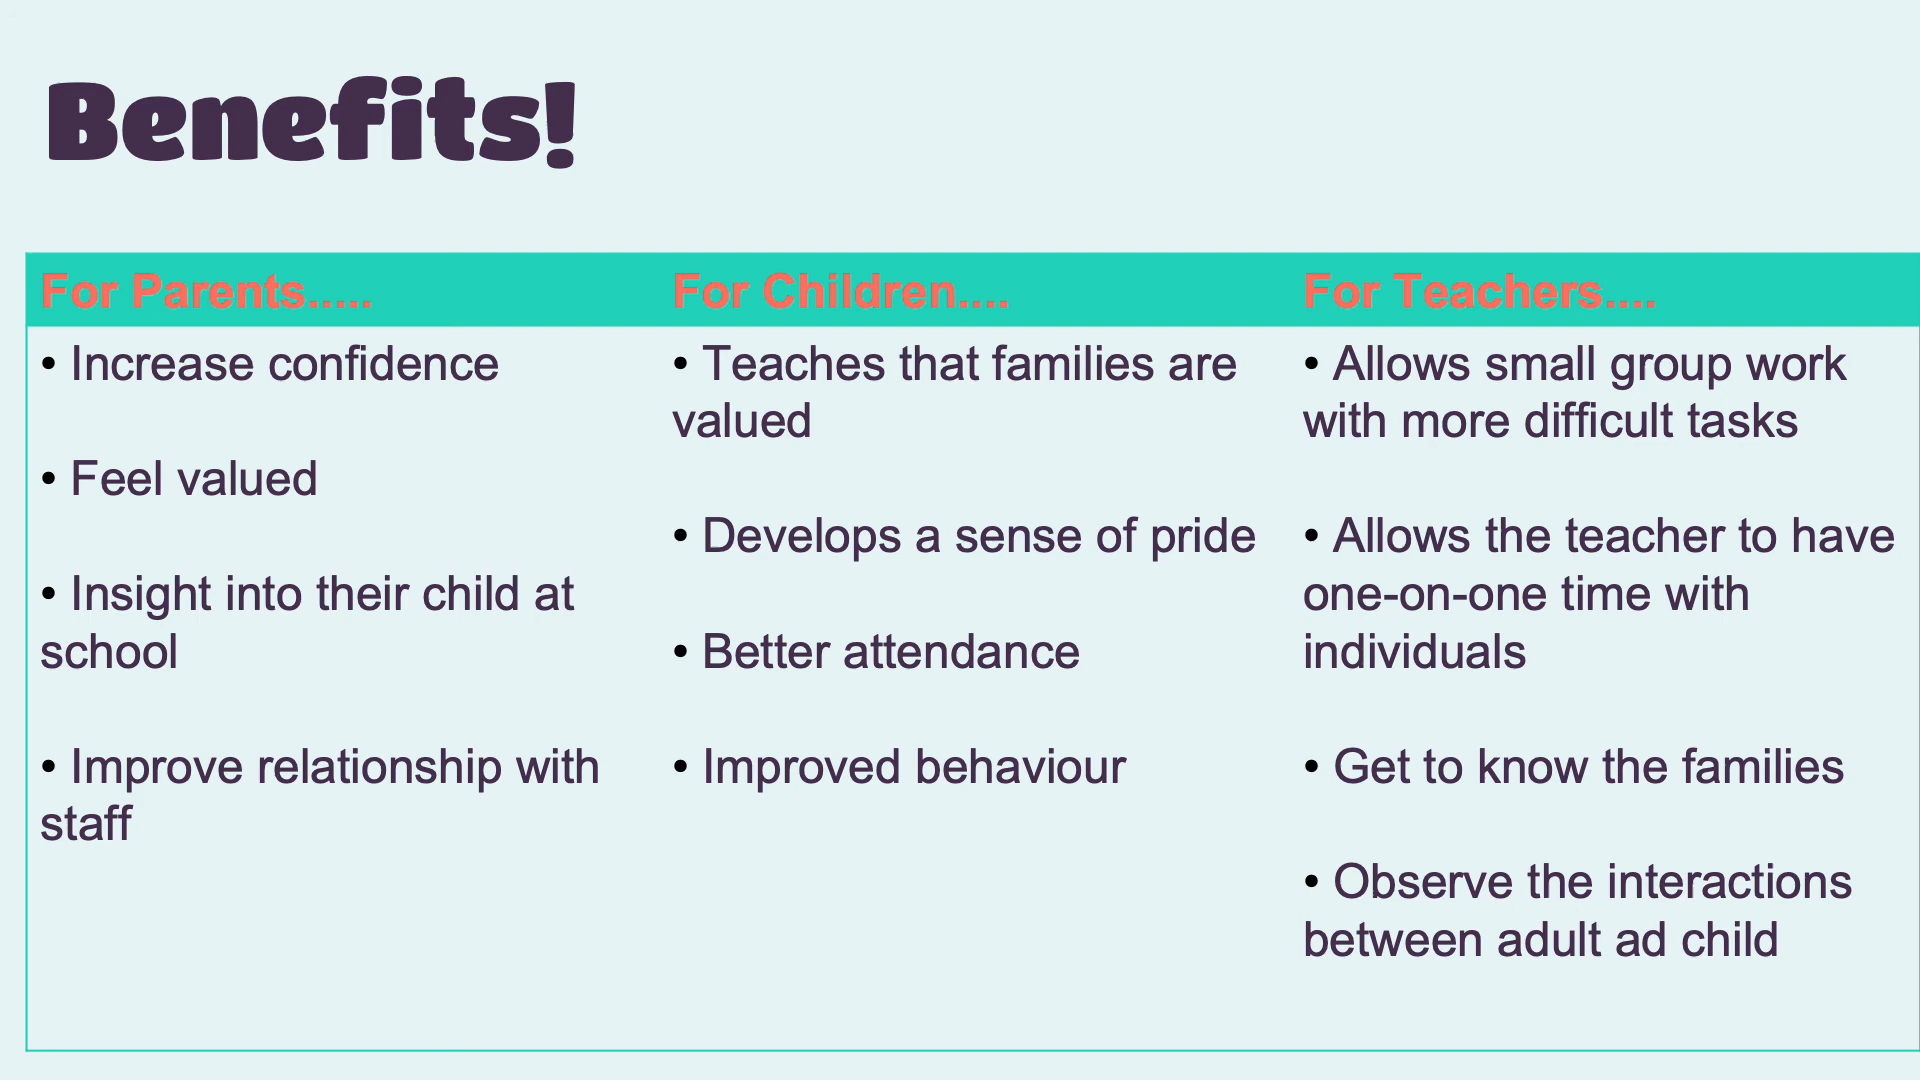 Benefits!
For Parents.....
• Increase confidence
• Feel valued
• Insight into their child at
school
• Improve relationship with
staff
For Children....
• Teaches that families are
valued
• Develops a sense of pride
• Better attendance
• Improved behaviour
For Teachers....
• Allows small group work
with more difficult tasks
• Allows the teacher to have
one-on-one time with
individuals
• Get to know the families
• Observe the interactions
between adult ad child